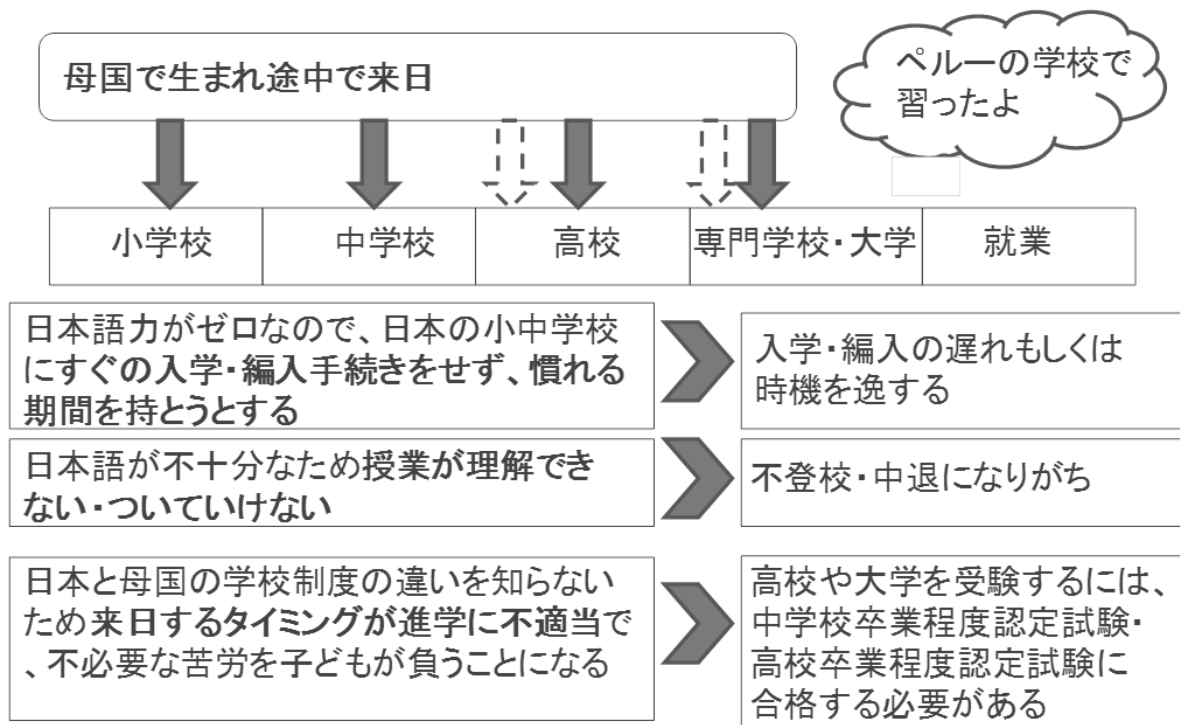 母国で生まれ途中で来日
ペルーの学校で
習ったよ
小学校
中学校
高校
専門学校・大学
就業
日本語力がゼロなので、日本の小中学校
にすぐの入学・編入手続きをせず、慣れる
期間を持とうとする
入学・編入の遅れもしくは
時機を逸する
日本語が不十分なため授業が理解でき
ない・ついていけない
不登校・中退になりがち
日本と母国の学校制度の違いを知らない
ため来日するタイミングが進学に不適当で
、不必要な苦労を子どもが負うことになる
高校や大学を受験するには、
中学校卒業程度認定試験・
高校卒業程度認定試験に
合格する必要がある